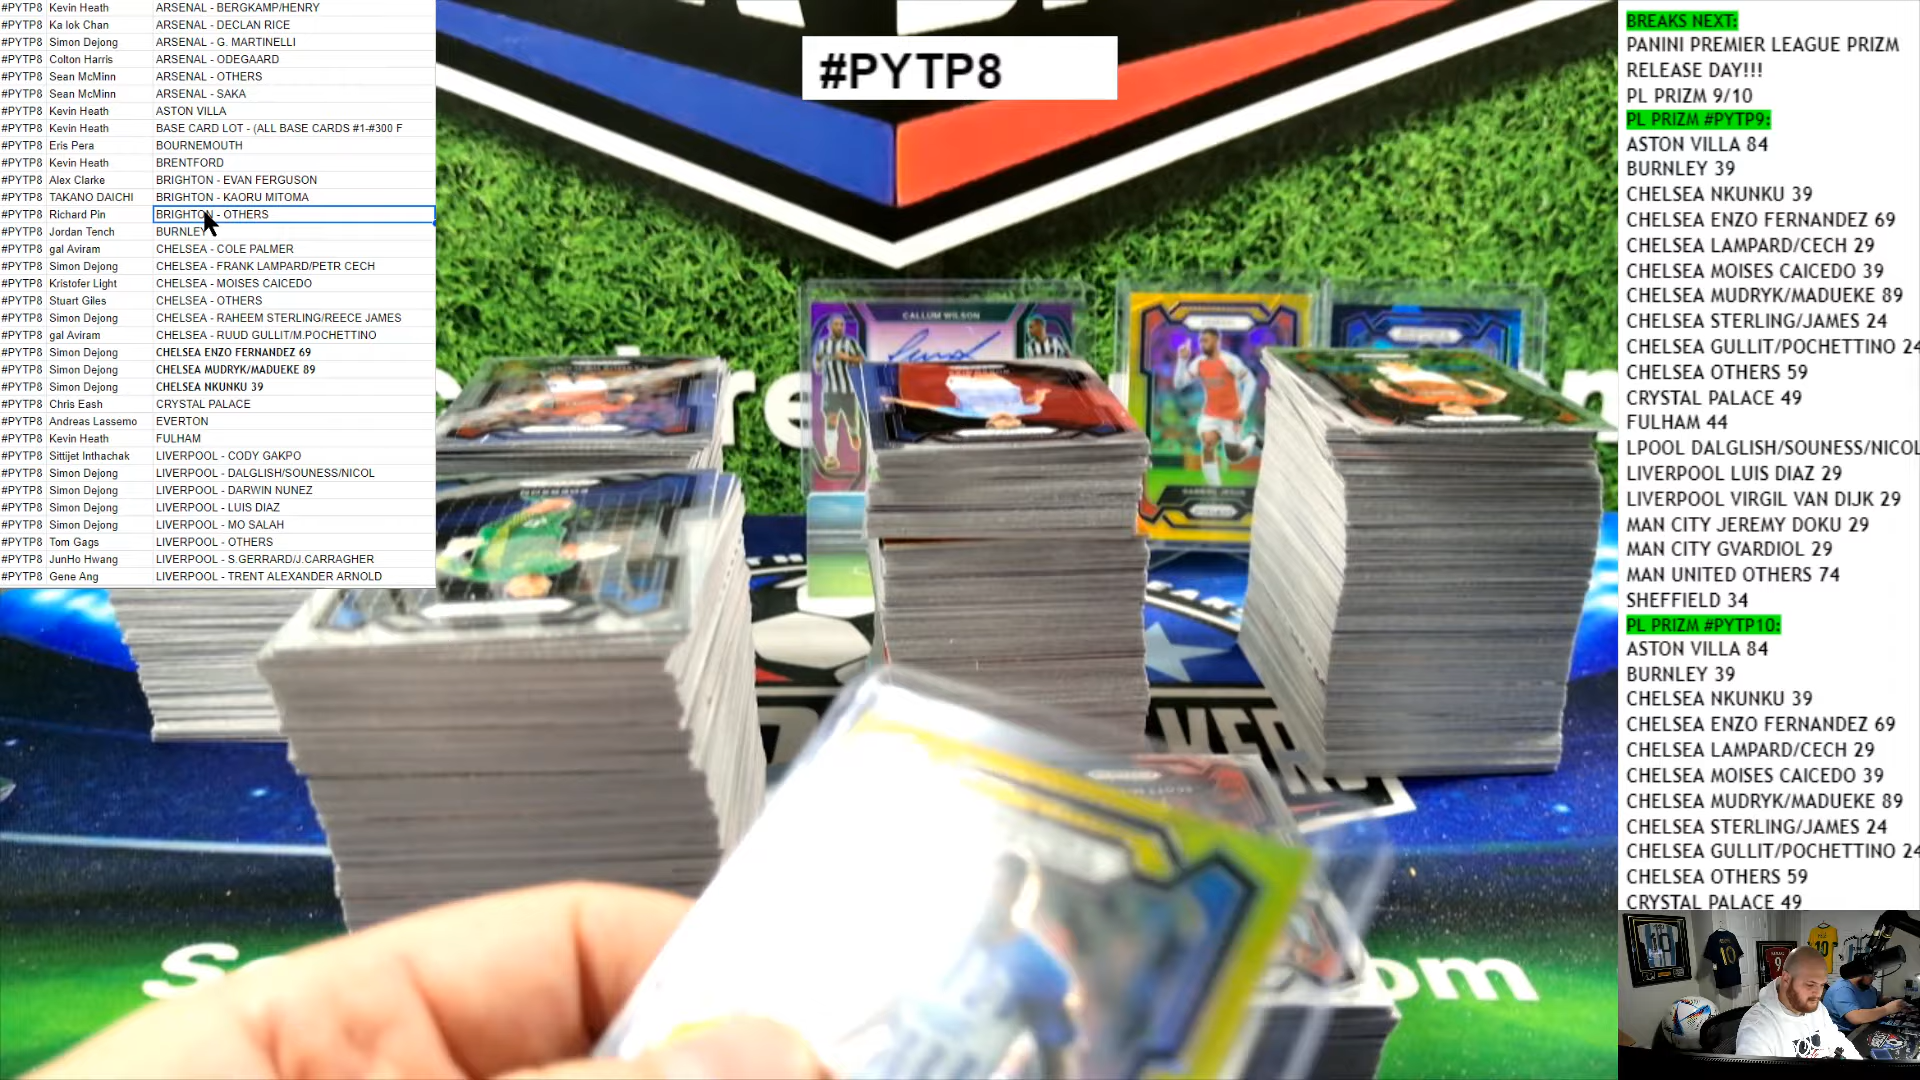 #PYTP8 Kevin Heath ARSENAL - BERGKAMP/HENRY
#PYTP8 Ka lok Chan ARSENAL - DECLAN RICE
#PYTP8 Simon Dejong ARSENAL - G. MARTINELLI
#PYTP8 Colton Harris ARSENAL - ODEGAARD
#PYTP8 Sean McMinn ARSENAL - OTHERS
#PYTP8 Sean McMinn ARSENAL - SAKA
#PYTP8 Kevin Heath ASTON VILLA
#PYTP8 Kevin Heath BASE CARD LOT - (ALL BASE CARDS #1-#300 F
#PYTP8 Eris Pera BOURNEMOUTH
#PYTP8 Kevin Heath BRENTFORD
#PYTP8 Alex Clarke BRIGHTON - EVAN FERGUSON
#PYTP8 TAKANO DAICHI BRIGHTON - KAORU MITOMA
#PYTP8 Richard Pin BRIGHTON - OTHERS
#PYTP8 Jordan Tench BURNLEY
#PYTP8 gal Aviram CHELSEA - COLE PALMER
#PYTP8 Simon Dejong CHELSEA - FRANK LAMPARD/PETR CECH
#PYTP8 Kristofer Light CHELSEA - MOISES CAICEDO
#PYTP8 Stuart Giles CHELSEA - OTHERS
#PYTP8 Simon Dejong CHELSEA - RAHEEM STERLING/REECE JAMES
#PYTP8 gal Aviram CHELSEA - RUUD GULLIT/M.POCHETTINO
#PYTP8 Simon Dejong CHELSEA ENZO FERNANDEZ 69
#PYTP8 Simon Dejong CHELSEA MUDRYK/MADUEKE 89
#PYTP8 Simon Dejong CHELSEA NKUNKU 39
#PYTP8 Chris Eash CRYSTAL PALACE
#PYTP8 Andreas Lassemo EVERTON
#PYTP8 Kevin Heath FULHAM
#PYTP8 Sittijet Inthachak LIVERPOOL - CODY GAKPO
#PYTP8 Simon Dejong LIVERPOOL - DALGLISH/SOUNESS/NICOL
#PYTP8 Simon Dejong LIVERPOOL - DARWIN NUNEZ
#PYTP8 Simon Dejong LIVERPOOL - LUIS DIAZ
#PYTP8 Simon Dejong LIVERPOOL - MO SALAH
#PYTP8 Tom Gags LIVERPOOL - OTHERS
#PYTP8 JunHo Hwang LIVERPOOL - S.GERRARD/J.CARRAGHER
#PYTP8 Gene Ang LIVERPOOL - TRENT ALEXANDER ARNOLD
#PYTP8
CALLUM WILSON
BREAKS NEXT:
PANINI PREMIER LEAGUE PRIZM
RELEASE DAY!!!
PL PRIZM 9/10
PL PRIZM #PYTP9:
ASTON VILLA 84
BURNLEY 39
CHELSEA NKUNKU 39
CHELSEA ENZO FERNANDEZ 69
CHELSEA LAMPARD/CECH 29
CHELSEA MOISES CAICEDO 39
CHELSEA MUDRYK/MADUEKE 89
CHELSEA STERLING/JAMES 24
CHELSEA GULLIT/POCHETTINO 24
CHELSEA OTHERS 59
CRYSTAL PALACE 49
FULHAM 44
LPOOL DALGLISH/SOUNESS/NICOL
LIVERPOOL LUIS DIAZ 29
LIVERPOOL VIRGIL VAN DIJK 29
MAN CITY JEREMY DOKU 29
MAN CITY GVARDIOL 29
MAN UNITED OTHERS 74
SHEFFIELD 34
PL PRIZM #PYTP10:
ASTON VILLA 84
BURNLEY 39
CHELSEA NKUNKU 39
CHELSEA ENZO FERNANDEZ 69
CHELSEA LAMPARD/CECH 29
CHELSEA MOISES CAICEDO 39
CHELSEA MUDRYK/MADUEKE 89
CHELSEA STERLING/JAMES 24
CHELSEA GULLIT/POCHETTINO 24
CHELSEA OTHERS 59
CRYSTAL PALACE 49